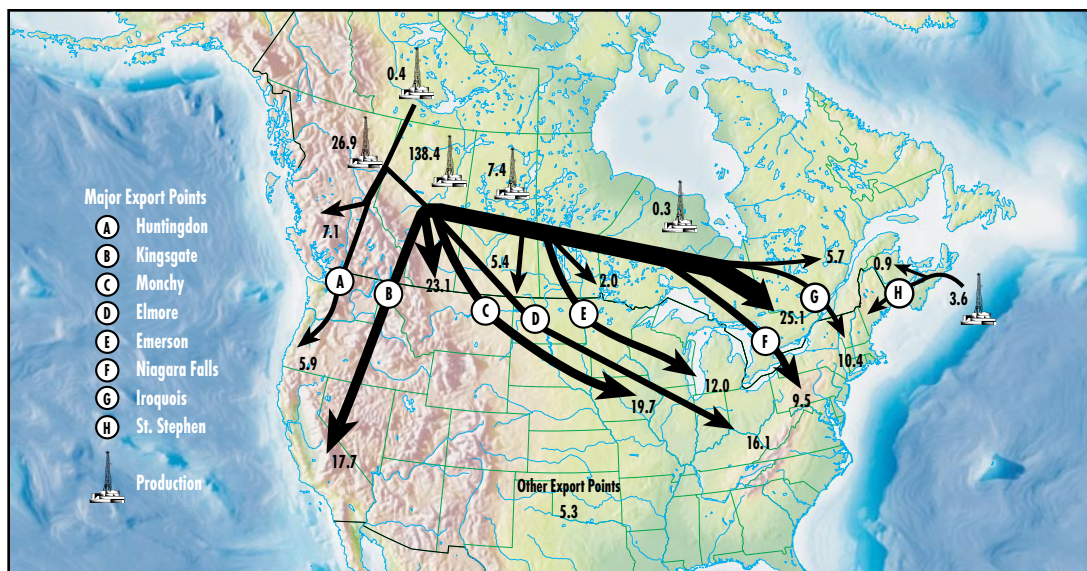 0.4
26.9
138.4
7.4
0.3
Major Export Points
A Huntingdon
B Kingsgate
C Monchy
D Elmore
E Emerson
F Niagara Falls
G Iroquois
H St. Stephen
Production
7.1
A
B
23.1
5.4
2.0
5.7
0.9
H
3.6
C
D
E
G
25.1
F
10.4
5.9
12.0
9.5
19.7
16.1
17.7
Other Export Points
5.3